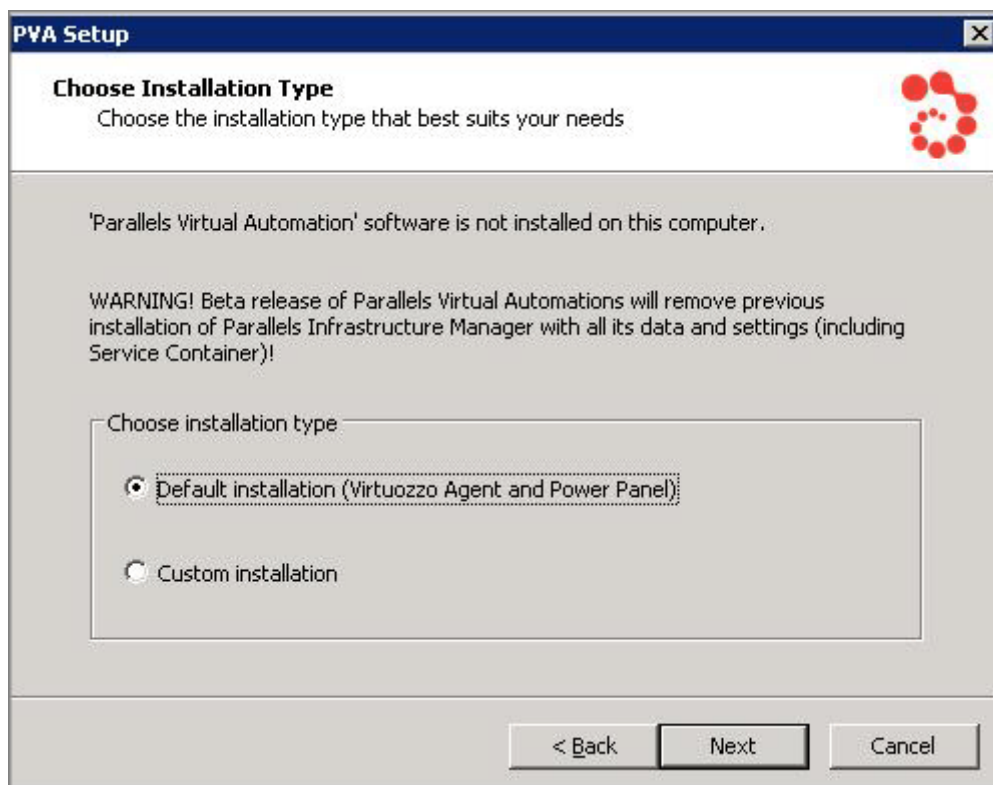 PVA Setup
Choose Installation Type
Choose the installation type that best suits your needs
'Parallels Virtual Automation' software is not installed on this computer.
WARNING! Beta release of Parallels Virtual Automations will remove previous
installation of Parallels Infrastructure Manager with all its data and settings (including
Service Container)!
Choose installation type
Default installation (Virtuozzo Agent and Power Panel)
Custom installation
< Back
Next
Cancel